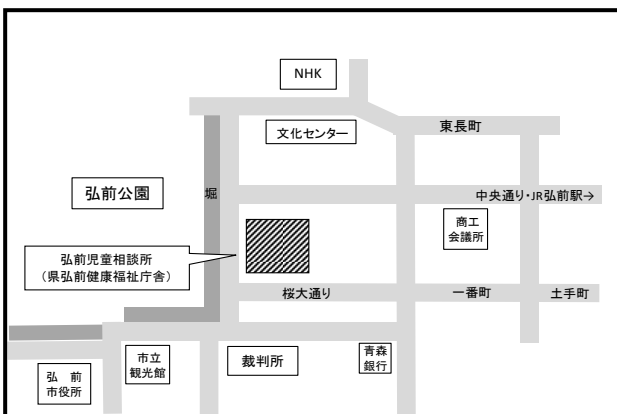 NHK
文化センター
東長町
弘前公園
堀
中央通り・JR弘前駅→
商工
会議所
弘前児童相談所
(県弘前健康福祉庁舎)
桜大通り
一番町
土手町
市立
観光館
裁判所
青森
銀行
弘 前
市役所